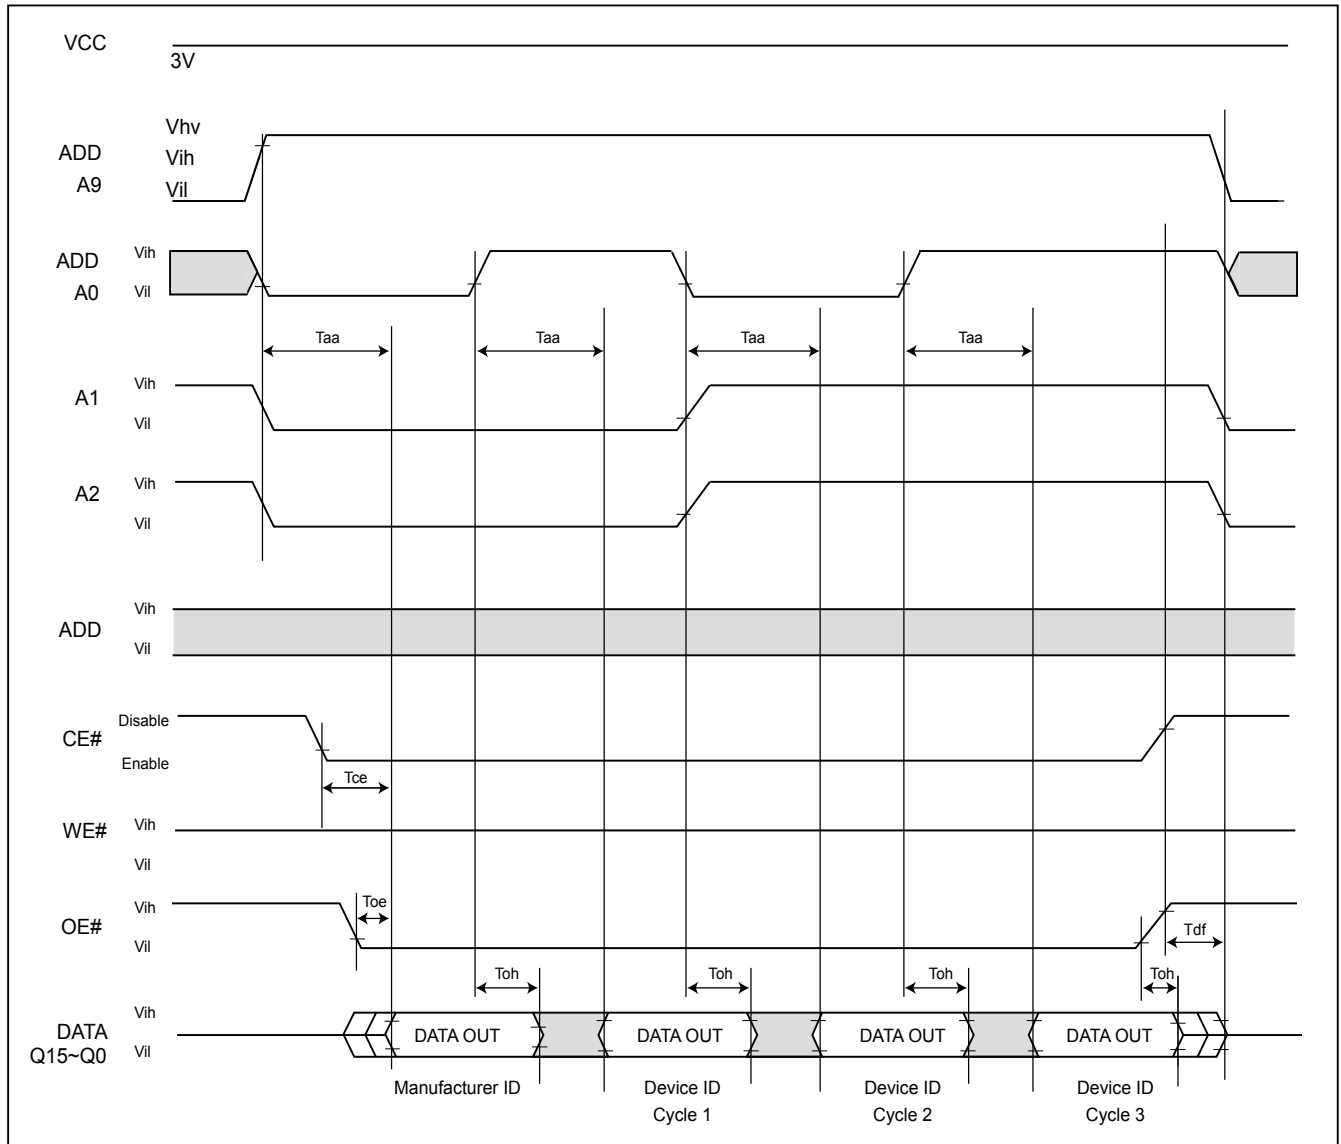 VCC
3V
Vhv
ADD
Vih
A9
Vil
ADD
Vih
A0
Vil
Taa
Taa
Taa
Taa
A1
Vih
Vil
A2
Vih
Vil
ADD
Vih
Vil
CE#
Disable
Enable
Tce
WE#
Vih
Vil
OE#
Vih
Vil
Toe
Tdf
Toh
Toh
Toh
Toh
DATA
Q15~Q0
Vih
Vil
DATA OUT
DATA OUT
DATA OUT
DATA OUT
Manufacturer ID
Device ID
Cycle 1
Device ID
Cycle 2
Device ID
Cycle 3